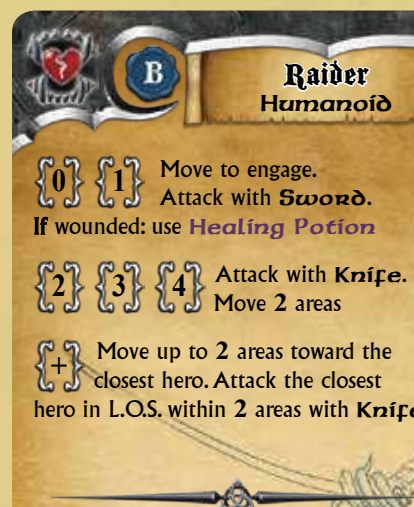 B
Raider
Humanoid
{0} {1} Move to engage.
Attack with Sword.
If wounded: use Healing Potion
{2} {3} {4} Attack with Knife.
Move 2 areas
{+} Move up to 2 areas toward the
closest hero. Attack the closest
hero in L.O.S. within 2 areas with Knife